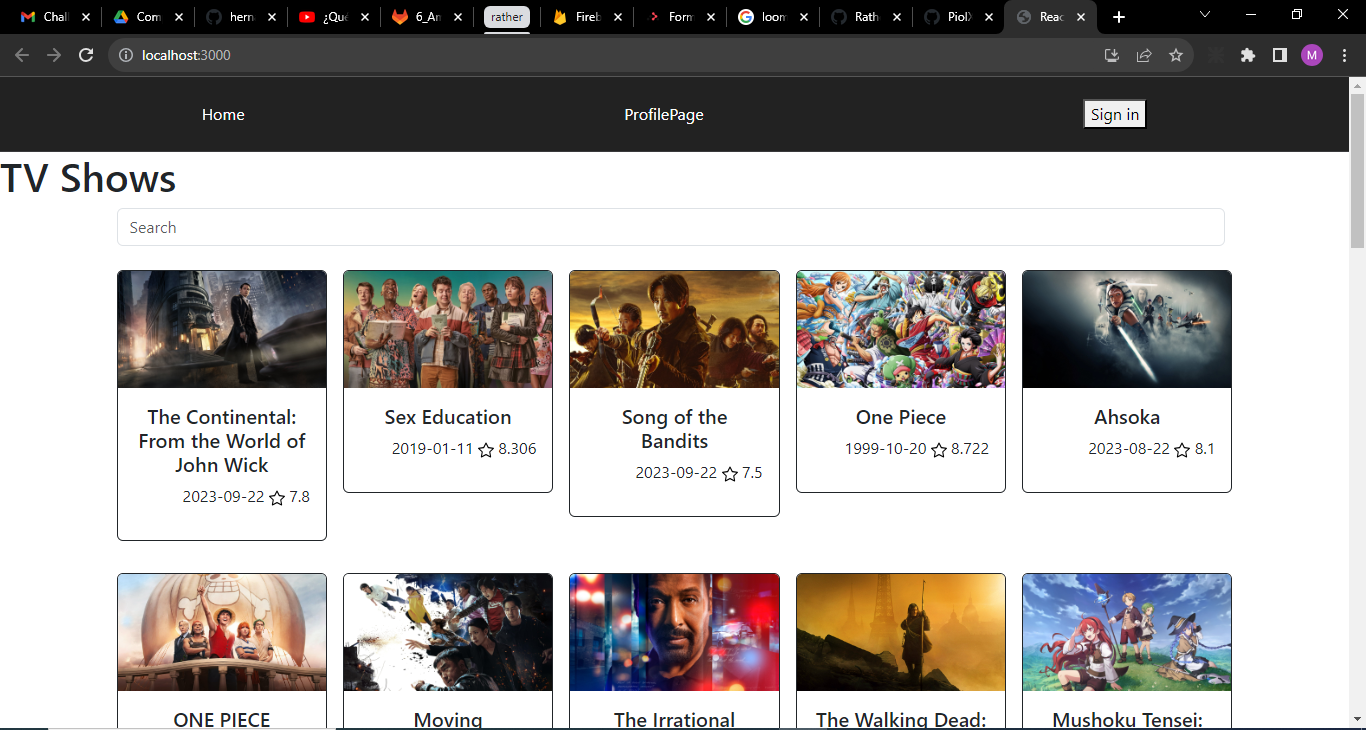 Chall
Com
hern
¿Qué
6_An
rather
Fireb
Form
loom
Rath
PiolX
Reac
localhost:3000
M
Home
ProfilePage
Sign in
TV Shows
Search
The Continental:
From the World of
John Wick
2023-09-22 7.8
Sex Education
2019-01-11 8.306
Song of the
Bandits
2023-09-22 7.5
One Piece
1999-10-20 8.722
Ahsoka
2023-08-22 8.1
ONE PIECE
Moving
The Irrational
The Walking Dead:
Mushoku Tensei: